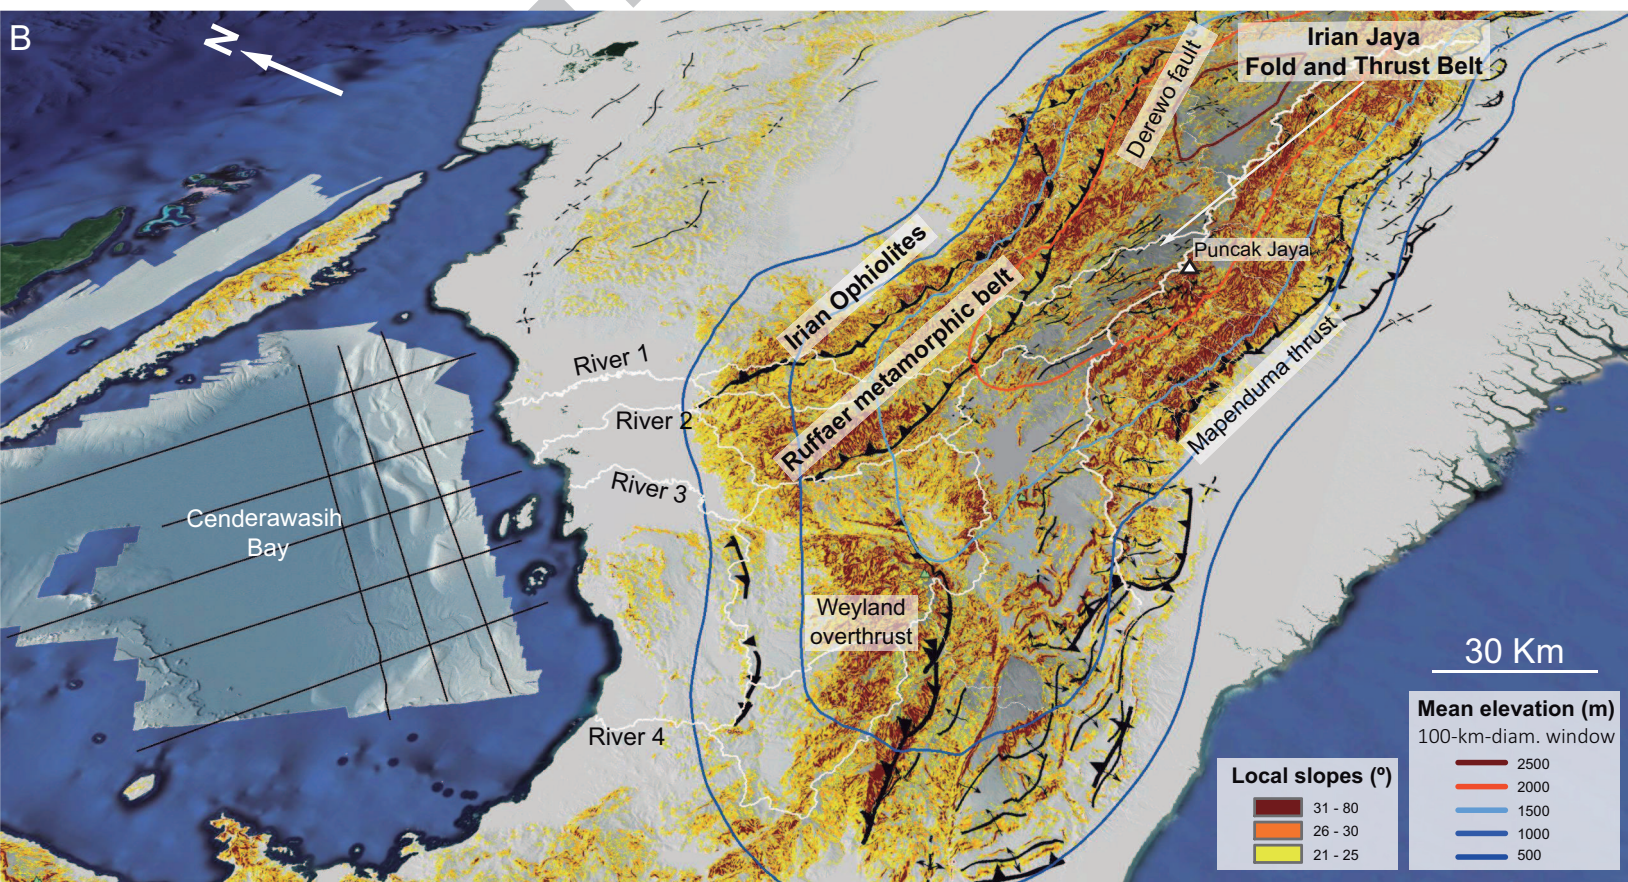 B
N
Irian Jaya
Fold and Thrust Belt
Derewo fault
Puncak Jaya
Irian Ophiolites
Ruffaer metamorphic belt
Mapenduma thrust
River 1
River 2
River 3
Cenderawasih
Bay
Weyland
overthrust
River 4
30 Km
Local slopes (º)
31 - 80
26 - 30
21 - 25
Mean elevation (m)
100-km-diam. window
2500
2000
1500
1000
500